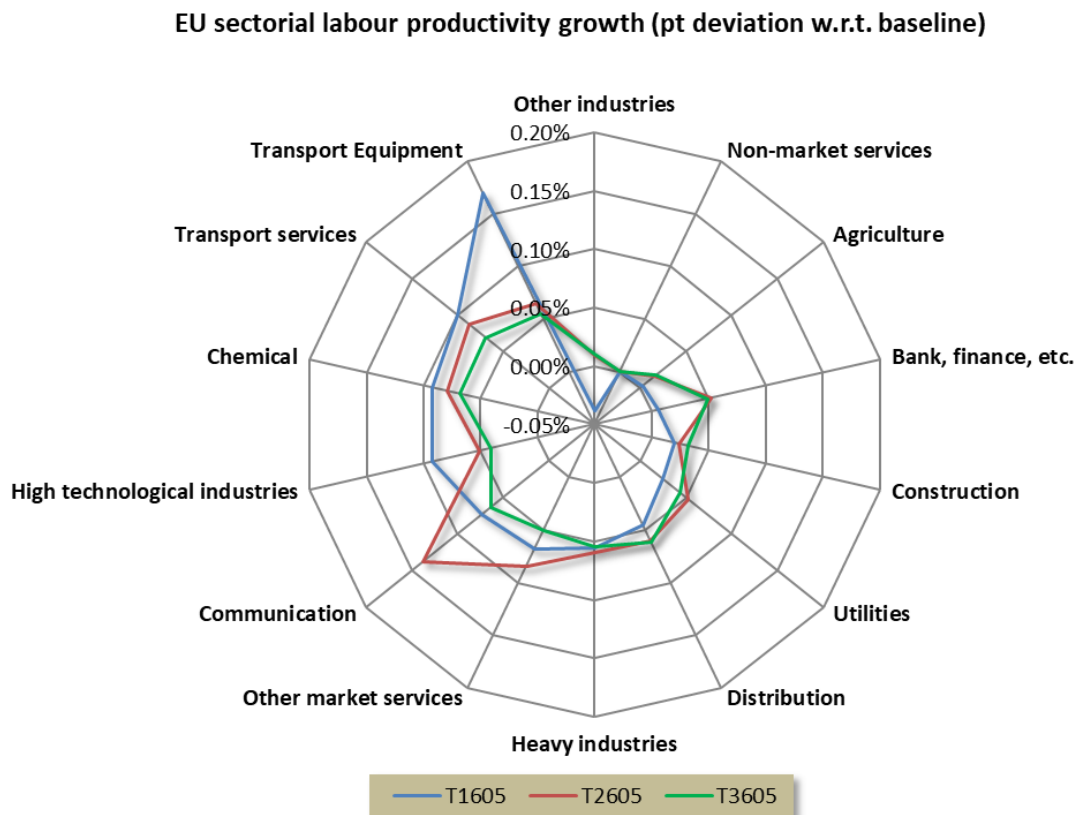 EU sectorial labour productivity growth (pt deviation w.r.t. baseline)
Other industries
0.20%
Transport Equipment
Non-market services
0.15%
Transport services
Agriculture
0.10%
0.05%
Chemical
Bank, finance, etc.
0.00%
-0.05%
High technological industries
Construction
Communication
Utilities
Other market services
Distribution
Heavy industries
T1605 T2605 T3605